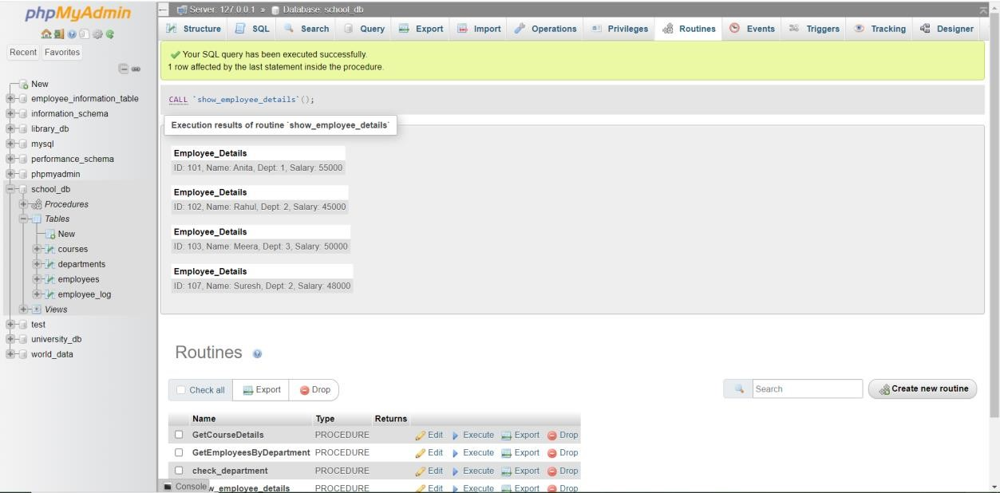 phpMyAdmin
Recent Favorites
New
employee_information_table
information_schema
library_db
mysql
performance_schema
phpmyadmin
school_db
Procedures
Tables
New
courses
departments
employees
employee_log
Views
test
university_db
world_data
Server: 127.0.0.1 » Database: school_db
Structure SQL Search Query Export Import Operations Privileges Routines Events Triggers Tracking Designer
Your SQL query has been executed successfully.
1 row affected by the last statement inside the procedure.
CALL `show_employee_details`();
Execution results of routine `show_employee_details`
Employee_Details
ID: 101, Name: Anita, Dept: 1, Salary: 55000
Employee_Details
ID: 102, Name: Rahul, Dept: 2, Salary: 45000
Employee_Details
ID: 103, Name: Meera, Dept: 3, Salary: 50000
Employee_Details
ID: 107, Name: Suresh, Dept: 2, Salary: 48000
Routines
Check all Export Drop Search Create new routine
Name Type Returns
GetCourseDetails PROCEDURE Edit Execute Export Drop
GetEmployeesByDepartment PROCEDURE Edit Execute Export Drop
check_department PROCEDURE Edit Execute Export Drop
Console w_employee_details PROCEDURE Edit Execute Export Drop